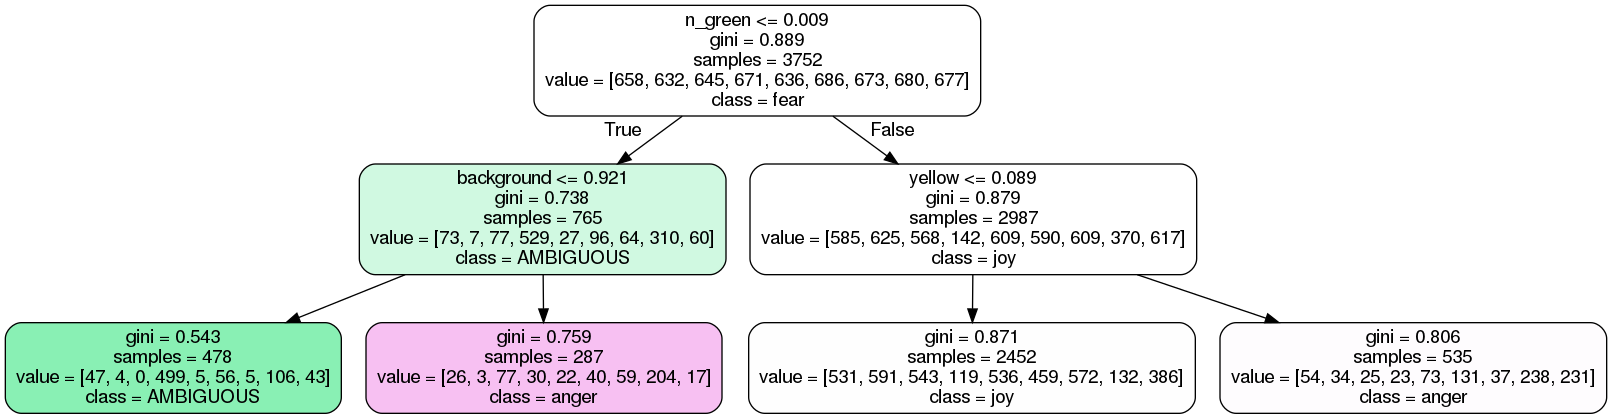 n_green <= 0.009
gini = 0.889
samples = 3752
value = [658, 632, 645, 671, 636, 686, 673, 680, 677]
class = fear
True
False
background <= 0.921
gini = 0.738
samples = 765
value = [73, 7, 77, 529, 27, 96, 64, 310, 60]
class = AMBIGUOUS
yellow <= 0.089
gini = 0.879
samples = 2987
value = [585, 625, 568, 142, 609, 590, 609, 370, 617]
class = joy
gini = 0.543
samples = 478
value = [47, 4, 0, 499, 5, 56, 5, 106, 43]
class = AMBIGUOUS
gini = 0.759
samples = 287
value = [26, 3, 77, 30, 22, 40, 59, 204, 17]
class = anger
gini = 0.871
samples = 2452
value = [531, 591, 543, 119, 536, 459, 572, 132, 386]
class = joy
gini = 0.806
samples = 535
value = [54, 34, 25, 23, 73, 131, 37, 238, 231]
class = anger